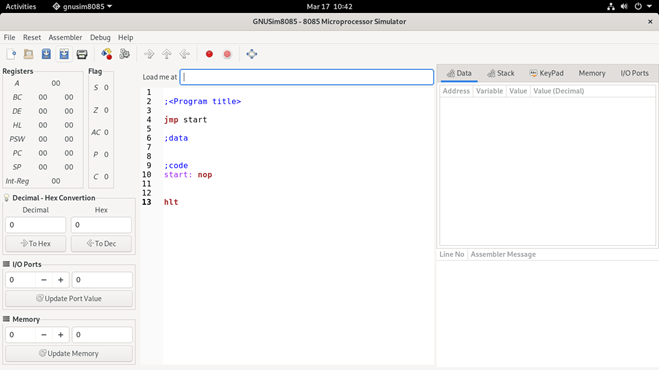 Activities gnusim8085 Mar 17 10:42
GNUSim8085 - 8085 Microprocessor Simulator
File Reset Assembler Debug Help
Registers
A 00
BC 00 00
DE 00 00
HL 00 00
PSW 00 00
PC 00 00
SP 00 00
Int-Reg 00
Flag
S 0
Z 0
AC 0
P 0
C 0
Decimal - Hex Convertion
Decimal Hex
0 0
To Hex To Dec
I/O Ports
0 − + 0
Update Port Value
Memory
0 − + 0
Update Memory
Load me at
1
2 ;<Program title>
3
4 jmp start
5
6 ;data
7
8
9 ;code
10 start: nop
11
12
13 hlt
Data Stack KeyPad Memory I/O Ports
Address Variable Value Value (Decimal)
Line No Assembler Message